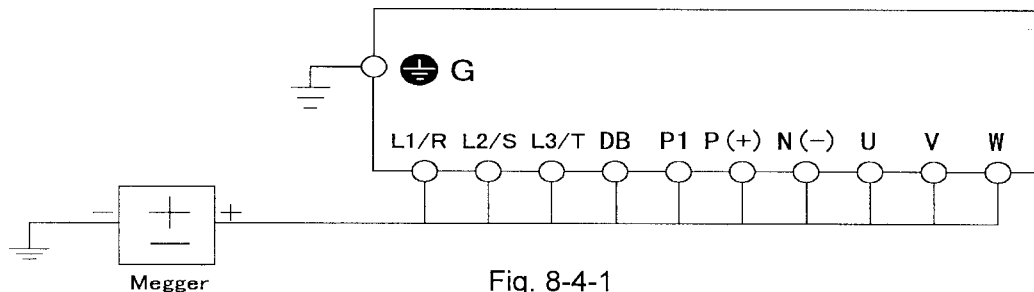 G
L1/R L2/S L3/T DB P1 P(+) N(-) U V W
− + − +
Megger
Fig. 8-4-1